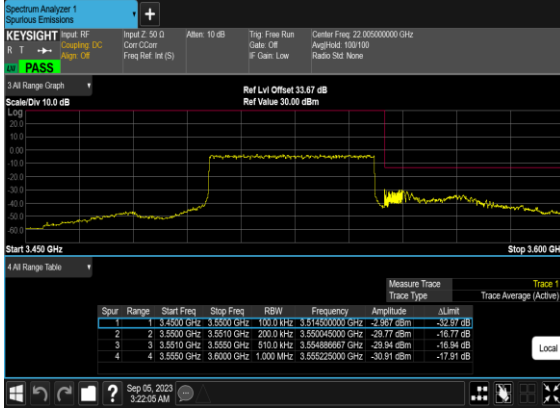 Spectrum Analyzer 1
Spurious Emissions
KEYSIGHT Input: RF Input Z: 50 Ω Atten: 10 dB Trig: Free Run Center Freq: 22.005000000 GHz
R T Coupling: DC Corr CCorr Gate: Off Avg|Hold: 100/100
Align: Off Freq Ref: Int (S) IF Gain: Low Radio Std: None
LXI PASS
3 All Range Graph
Ref Lvl Offset 33.67 dB
Scale/Div 10.0 dB Ref Value 30.00 dBm
Log
20.0
10.0
0.00
-10.0
-20.0
-30.0
-40.0
-50.0
-60.0
Start 3.450 GHz Stop 3.600 GH
4 All Range Table
Measure Trace Trace 1
Trace Type Trace Average (Active)
Spur Range Start Freq Stop Freq RBW Frequency Amplitude ΔLimit
1 1 3.4500 GHz 3.5500 GHz 100.0 kHz 3.514500000 GHz -2.967 dBm -32.97 dB
2 2 3.5500 GHz 3.5510 GHz 200.0 kHz 3.550045000 GHz -29.77 dBm -16.77 dB
3 3 3.5510 GHz 3.5550 GHz 510.0 kHz 3.554886667 GHz -29.94 dBm -16.94 dB
4 4 3.5550 GHz 3.6000 GHz 1.000 MHz 3.555225000 GHz -30.91 dBm -17.91 dB
Local
Sep 05, 2023
3:22:05 AM